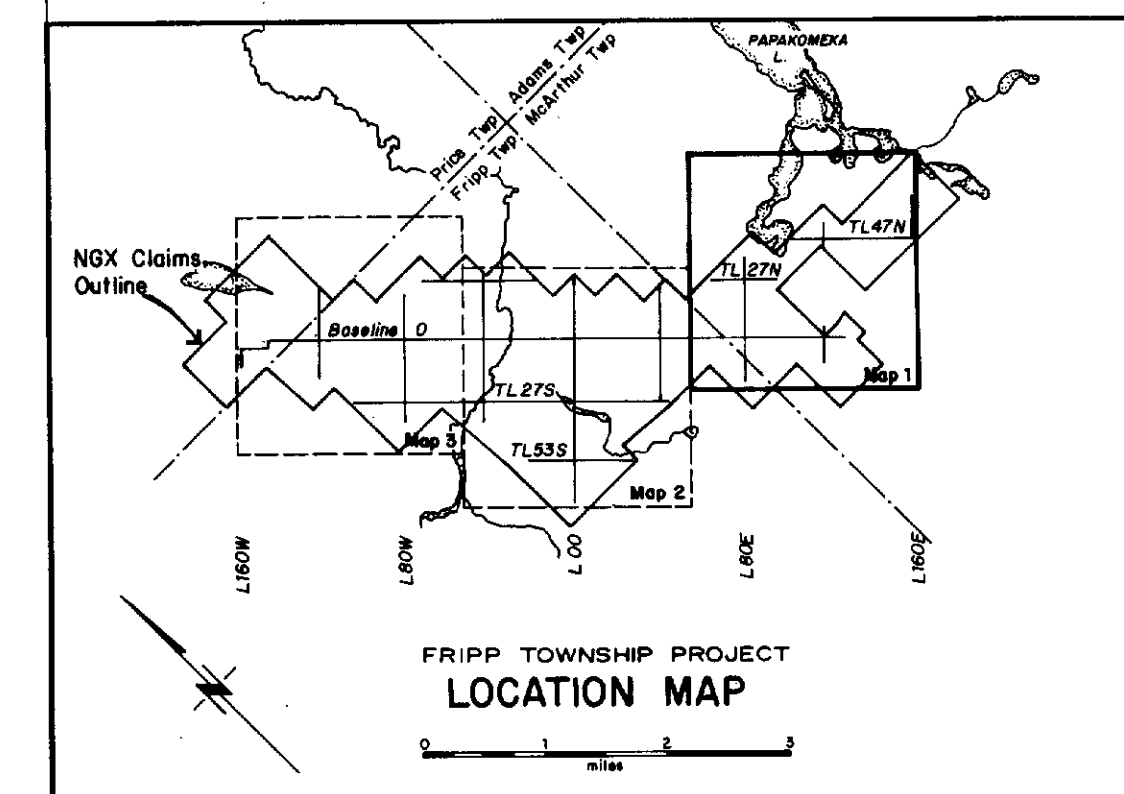 PAPAKOMEKA
L.
Adams Twp
McArthur Twp
Price Twp
Fripp Twp
TL47N
NGX Claims
Outline
TL27N
Baseline 0
Map 1
TL27S
Map 3
TL53S
Map 2
L160W
L80W
L 00
L80E
L160E
FRIPP TOWNSHIP PROJECT
LOCATION MAP
0 1 2 3
miles